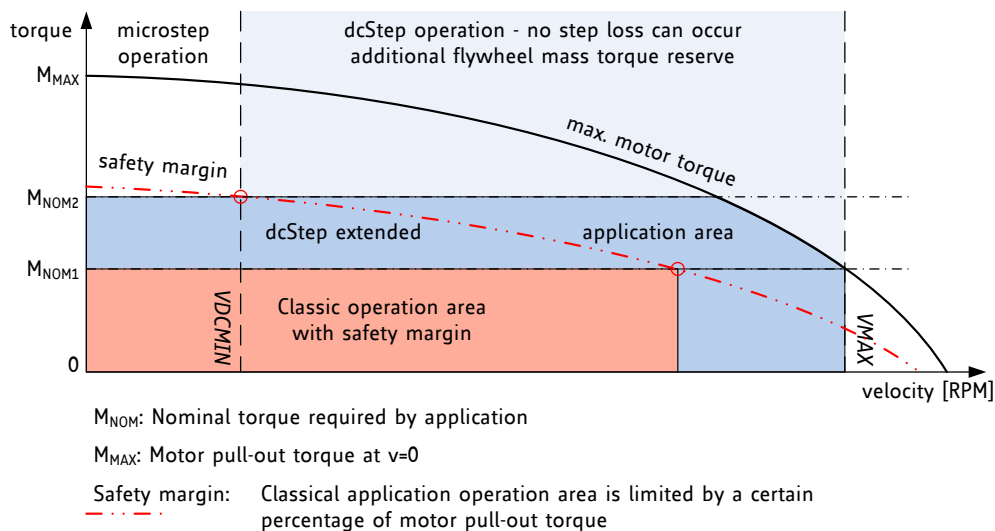 torque
microstep
operation
dcStep operation - no step loss can occur
additional flywheel mass torque reserve
MMAX
max. motor torque
safety margin
MNOM2
dcStep extended
application area
MNOM1
Classic operation area
with safety margin
VDCMIN
VMAX
0
velocity [RPM]
MNOM: Nominal torque required by application
MMAX: Motor pull-out torque at v=0
Safety margin: Classical application operation area is limited by a certain
percentage of motor pull-out torque